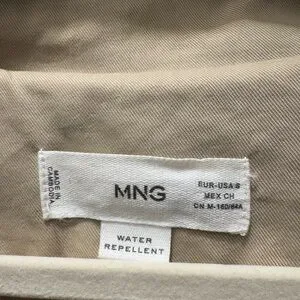 MADE IN
CAMBODIA
MNG
EUR-USA S
MEX CH
CN M-160/84A
WATER
REPELLENT